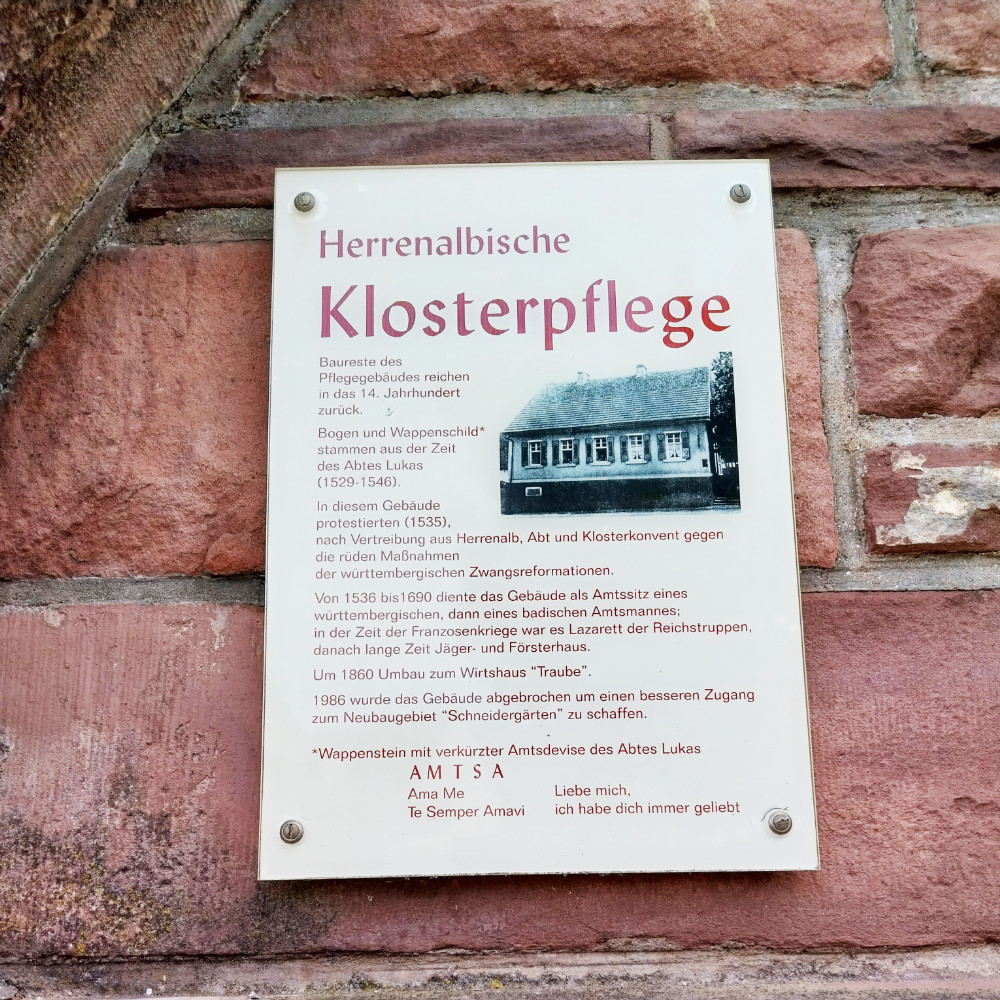 Herrenalbische
Klosterpflege
Baureste des
Pflegegebäudes reichen
in das 14. Jahrhundert
zurück.
Bogen und Wappenschild*
stammen aus der Zeit
des Abtes Lukas
(1529-1546).
In diesem Gebäude
protestierten (1535),
nach Vertreibung aus Herrenalb, Abt und Klosterkonvent gegen
die rüden Maßnahmen
der württembergischen Zwangsreformationen.
Von 1536 bis1690 diente das Gebäude als Amtssitz eines
württembergischen, dann eines badischen Amtsmannes;
in der Zeit der Franzosenkriege war es Lazarett der Reichstruppen,
danach lange Zeit Jäger- und Försterhaus.
Um 1860 Umbau zum Wirtshaus “Traube”.
1986 wurde das Gebäude abgebrochen um einen besseren Zugang
zum Neubaugebiet “Schneidergärten” zu schaffen.
*Wappenstein mit verkürzter Amtsdevise des Abtes Lukas
A M T S A
Ama Me Liebe mich,
Te Semper Amavi ich habe dich immer geliebt